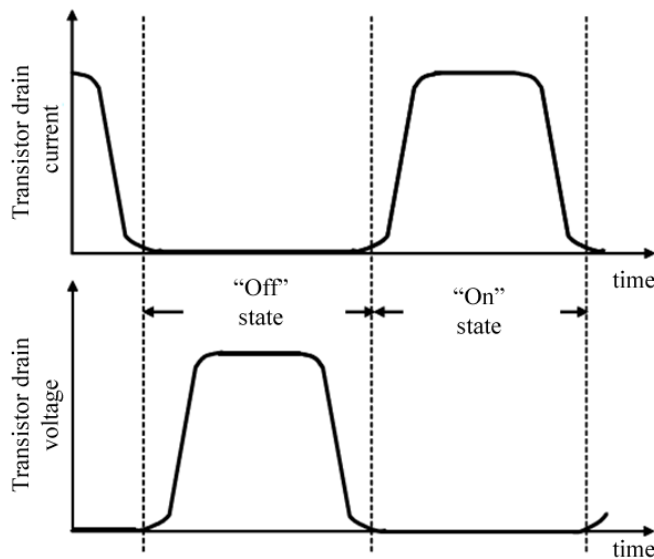 Transistor drain
current
time
“Off”
state
“On”
state
Transistor drain
voltage
time